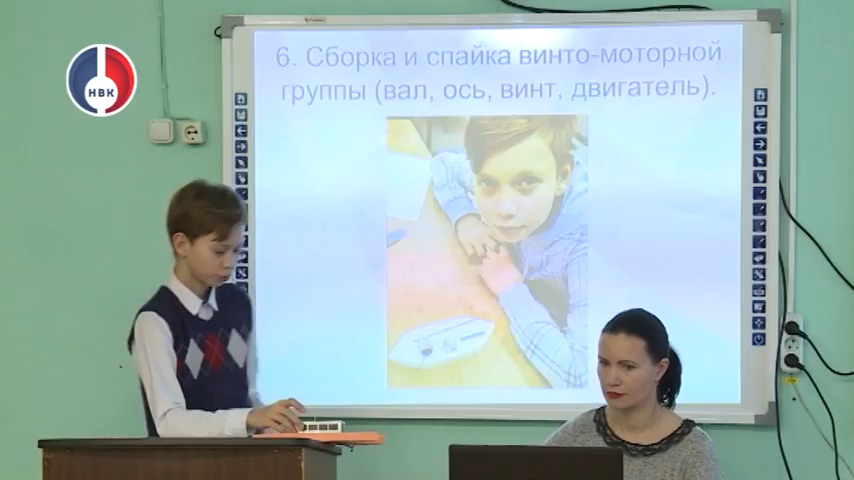 НВК
6. Сборка и спайка винто-моторной
группы (вал, ось, винт, двигатель).